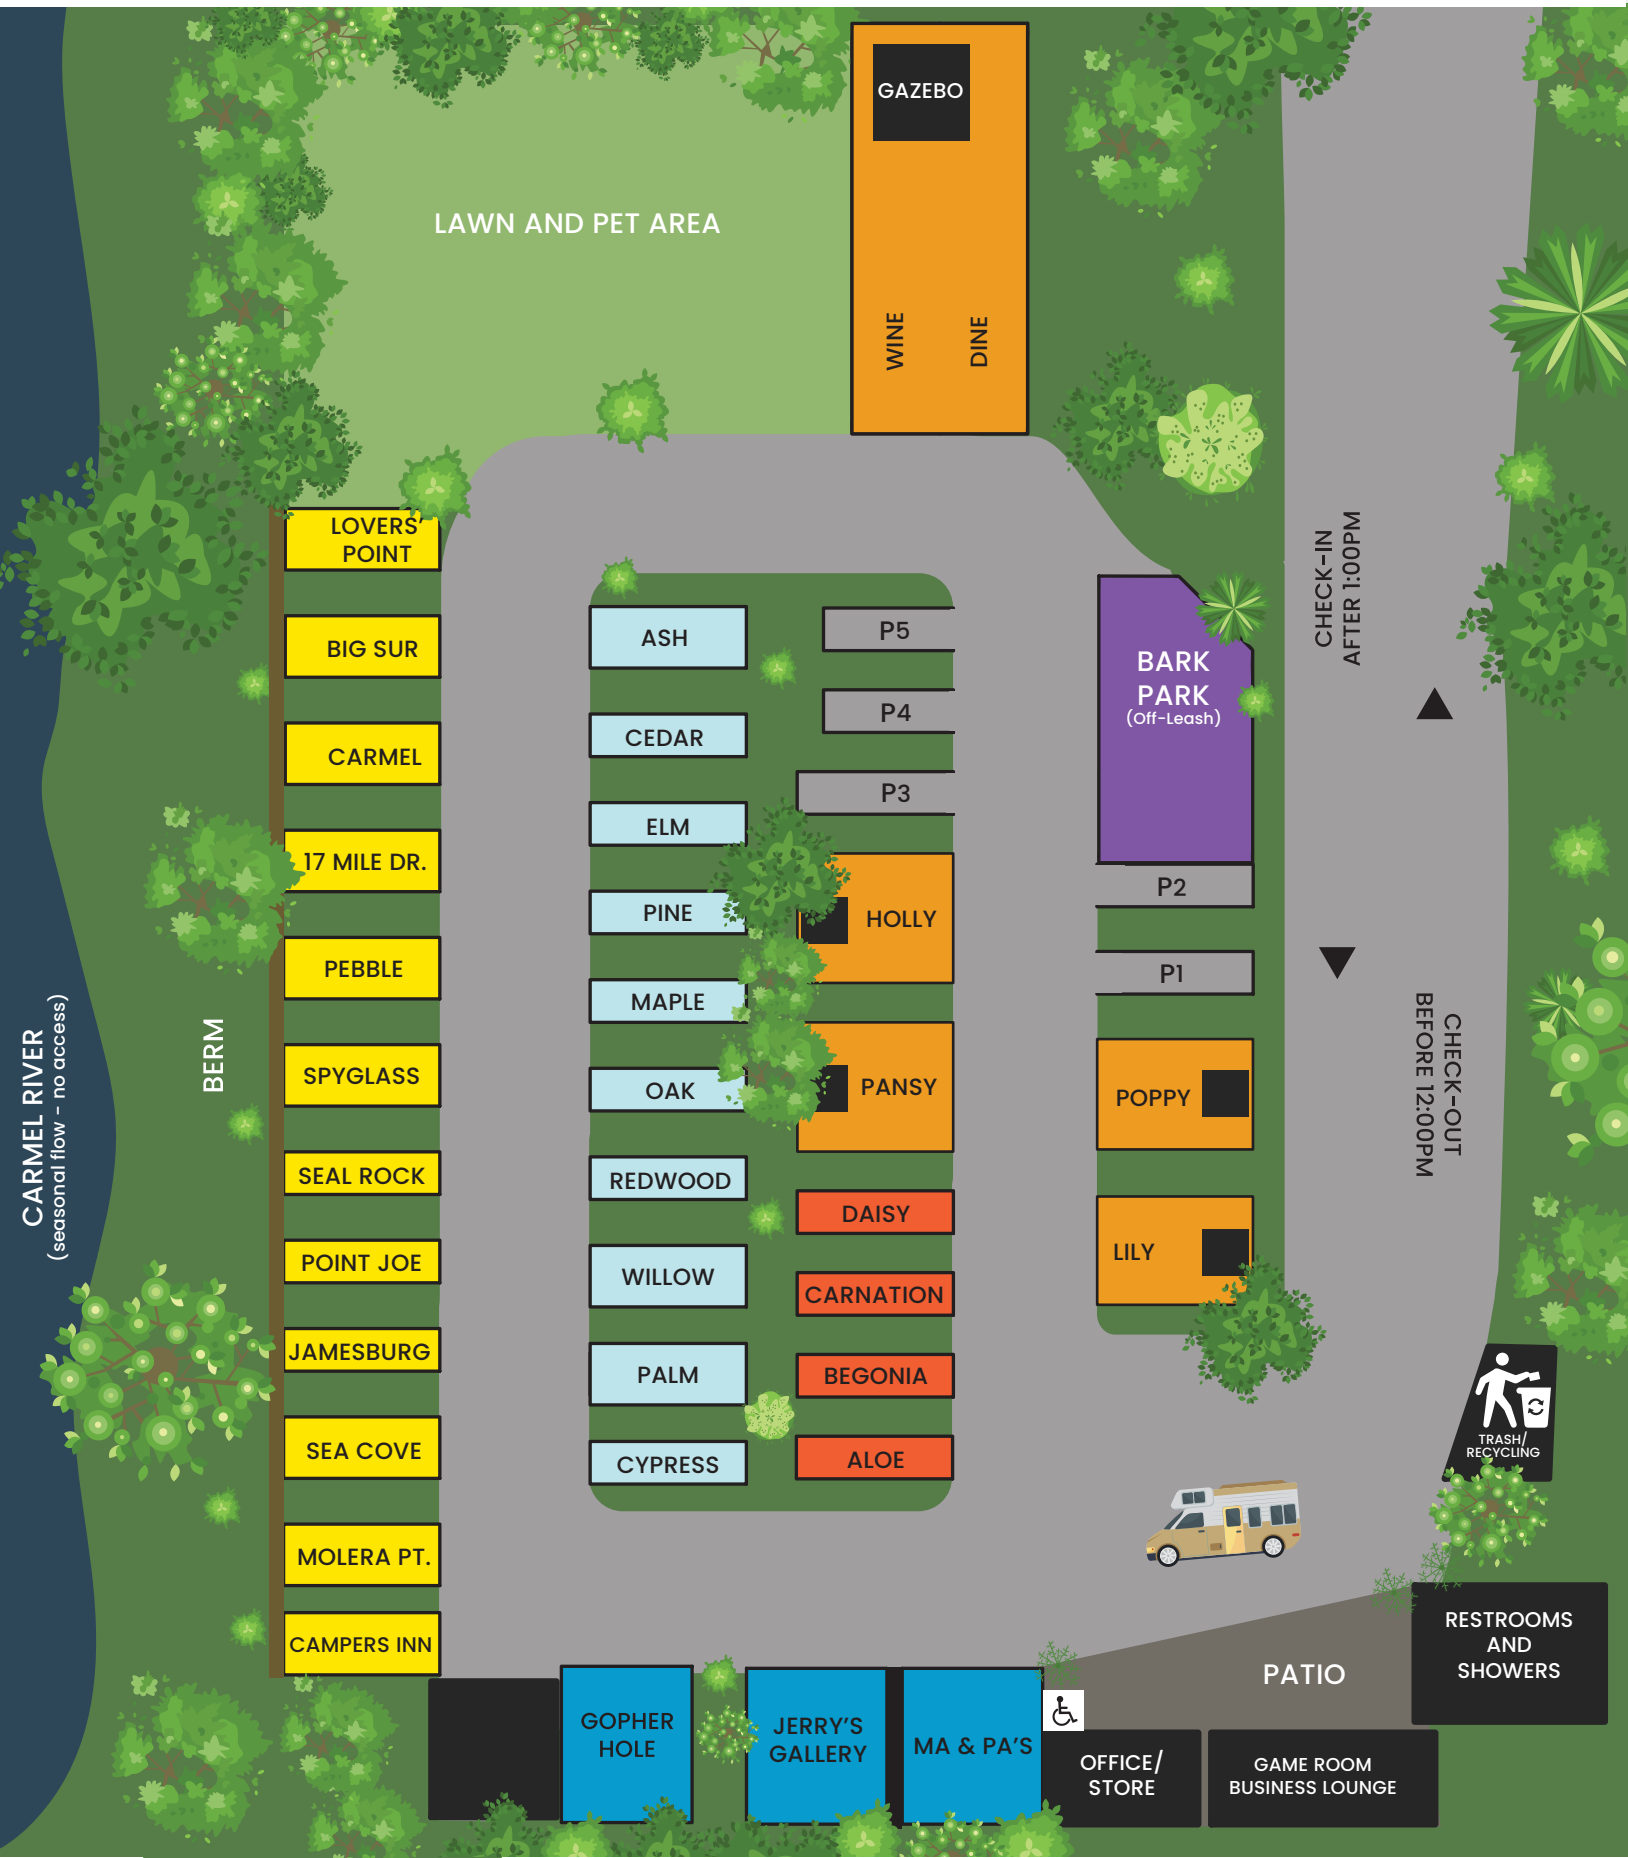 GAZEBO
LAWN AND PET AREA
WINE
DINE
LOVERS'
POINT
BIG SUR
CARMEL
17 MILE DR.
PEBBLE
SPYGLASS
SEAL ROCK
POINT JOE
JAMESBURG
SEA COVE
MOLERA PT.
CAMPERS INN
CARMEL RIVER
(seasonal flow - no access)
BERM
ASH
CEDAR
ELM
PINE
MAPLE
OAK
REDWOOD
WILLOW
PALM
CYPRESS
P5
P4
P3
HOLLY
PANSY
DAISY
CARNATION
BEGONIA
ALOE
BARK
PARK
(Off-Leash)
P2
P1
POPPY
LILY
CHECK-IN
AFTER 1:00PM
CHECK-OUT
BEFORE 12:00PM
TRASH/
RECYCLING
RESTROOMS
AND
SHOWERS
PATIO
GOPHER
HOLE
JERRY'S
GALLERY
MA & PA'S
OFFICE/
STORE
GAME ROOM
BUSINESS LOUNGE